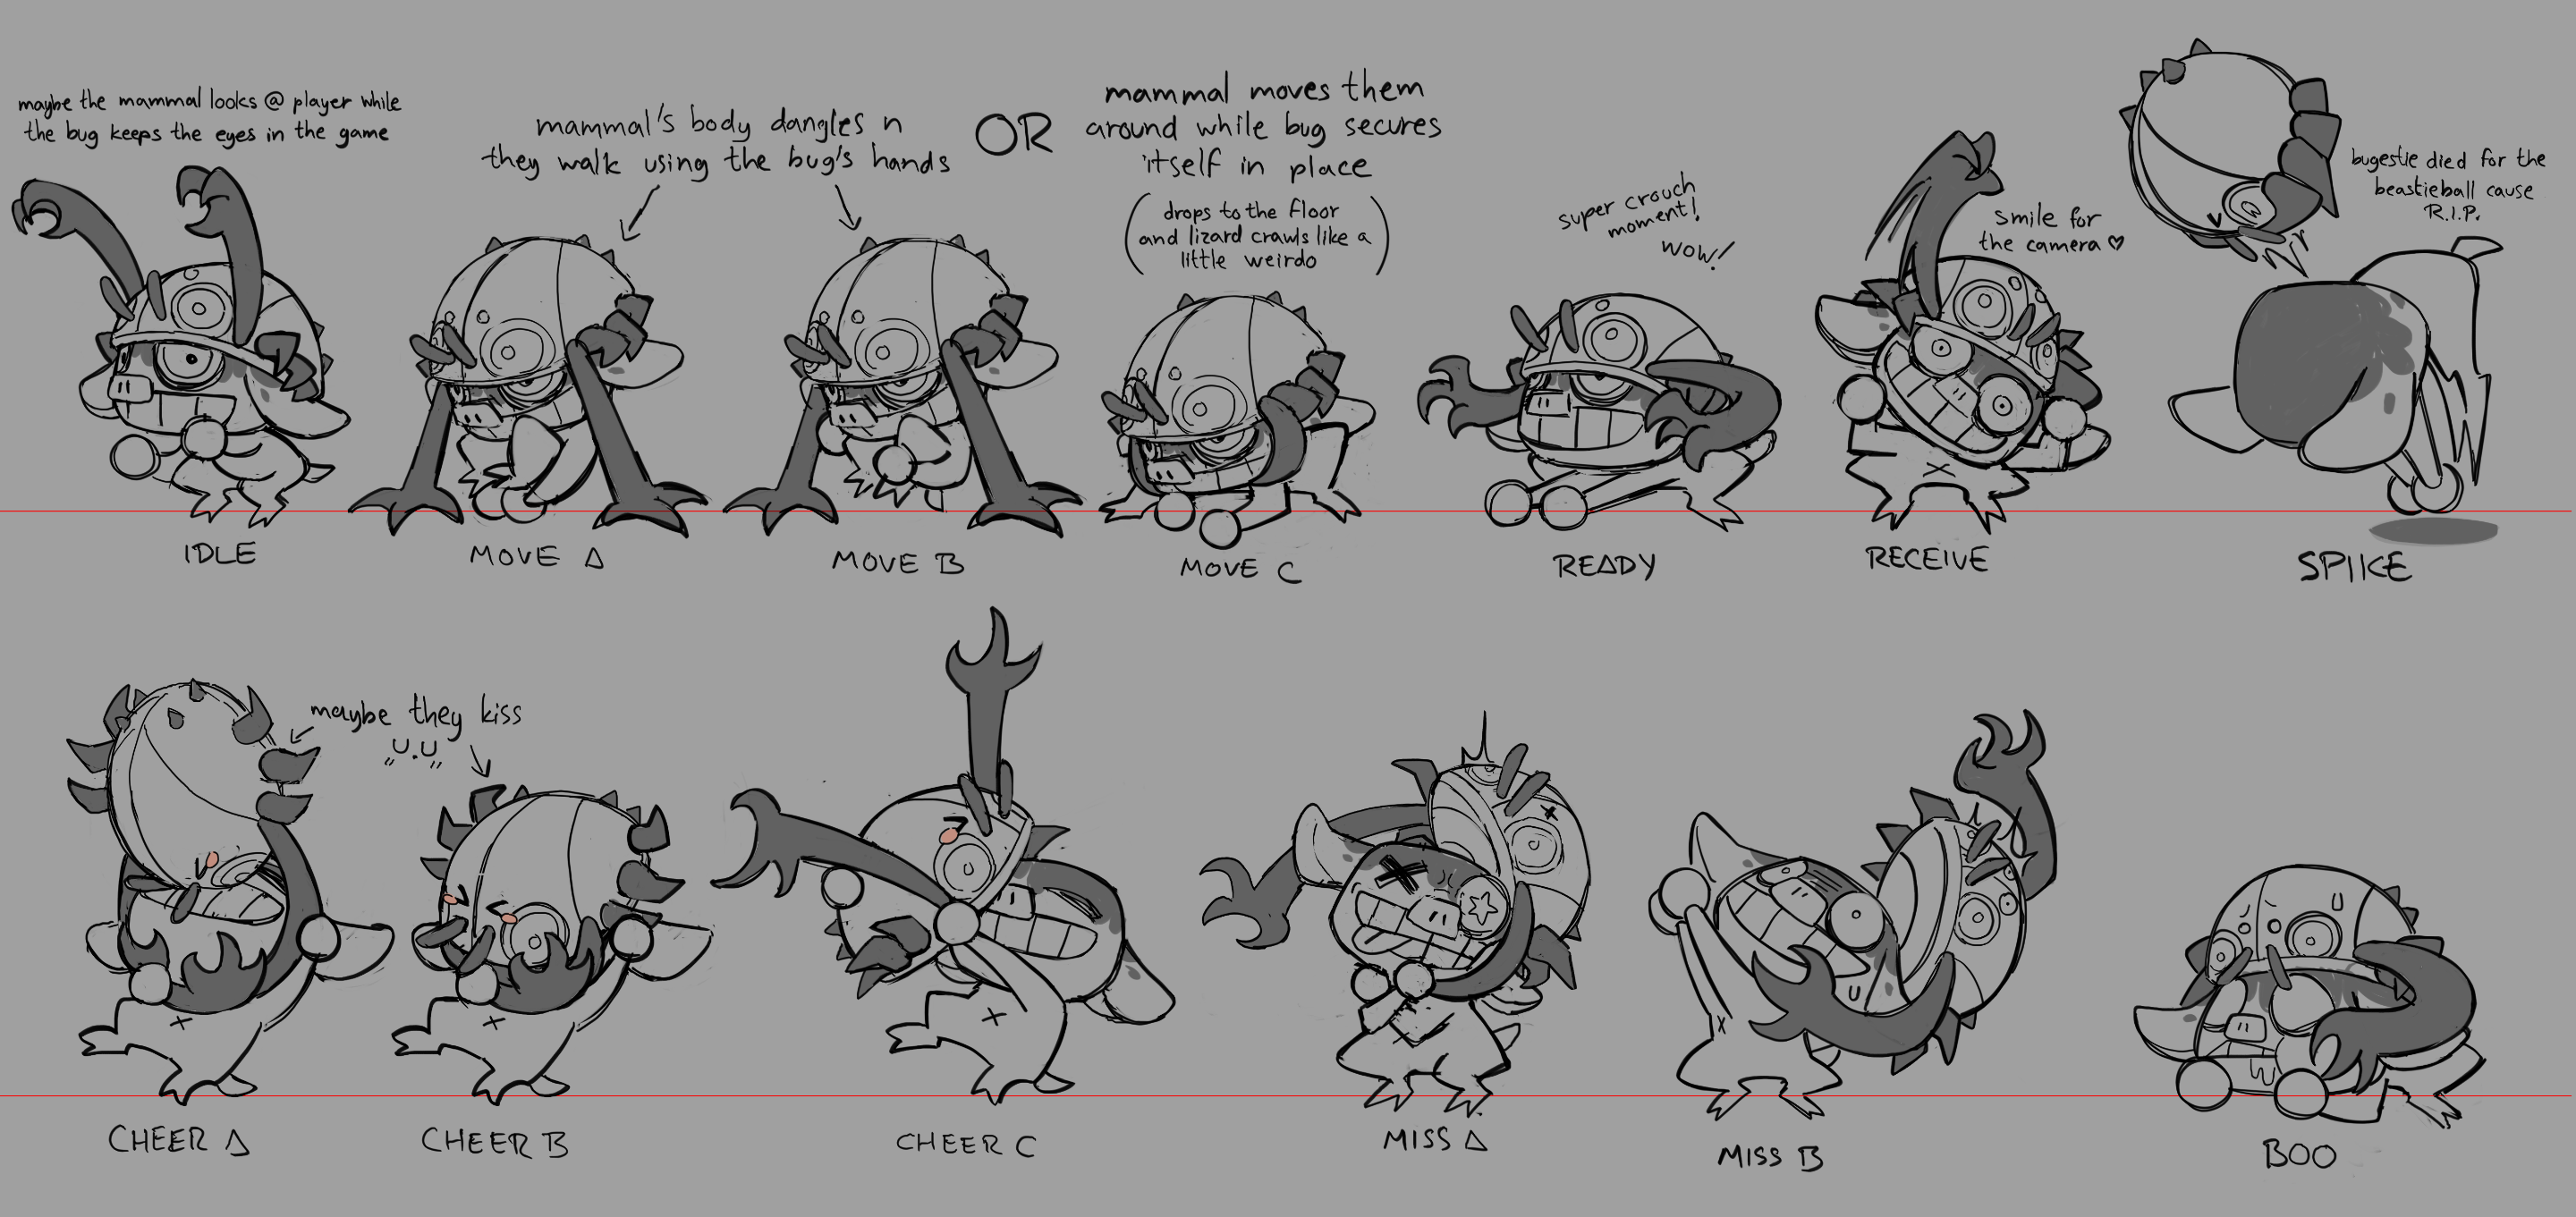 maybe the mammal looks @ player while
the bug keeps the eyes in the game
mammal's body dangles n
they walk using the bug's hands
OR
mammal moves them
around while bug secures
itself in place
(drops to the floor
and lizard crawls like a
little weirdo)
super crouch
moment!
wow!
smile for
the camera ♡
bugestie died for the
beastieball cause
R.I.P.
IDLE
MOVE A
MOVE B
MOVE C
READY
RECEIVE
SPIKE
maybe they kiss
U.U
CHEER A
CHEER B
CHEER C
MISS A
MISS B
BOO